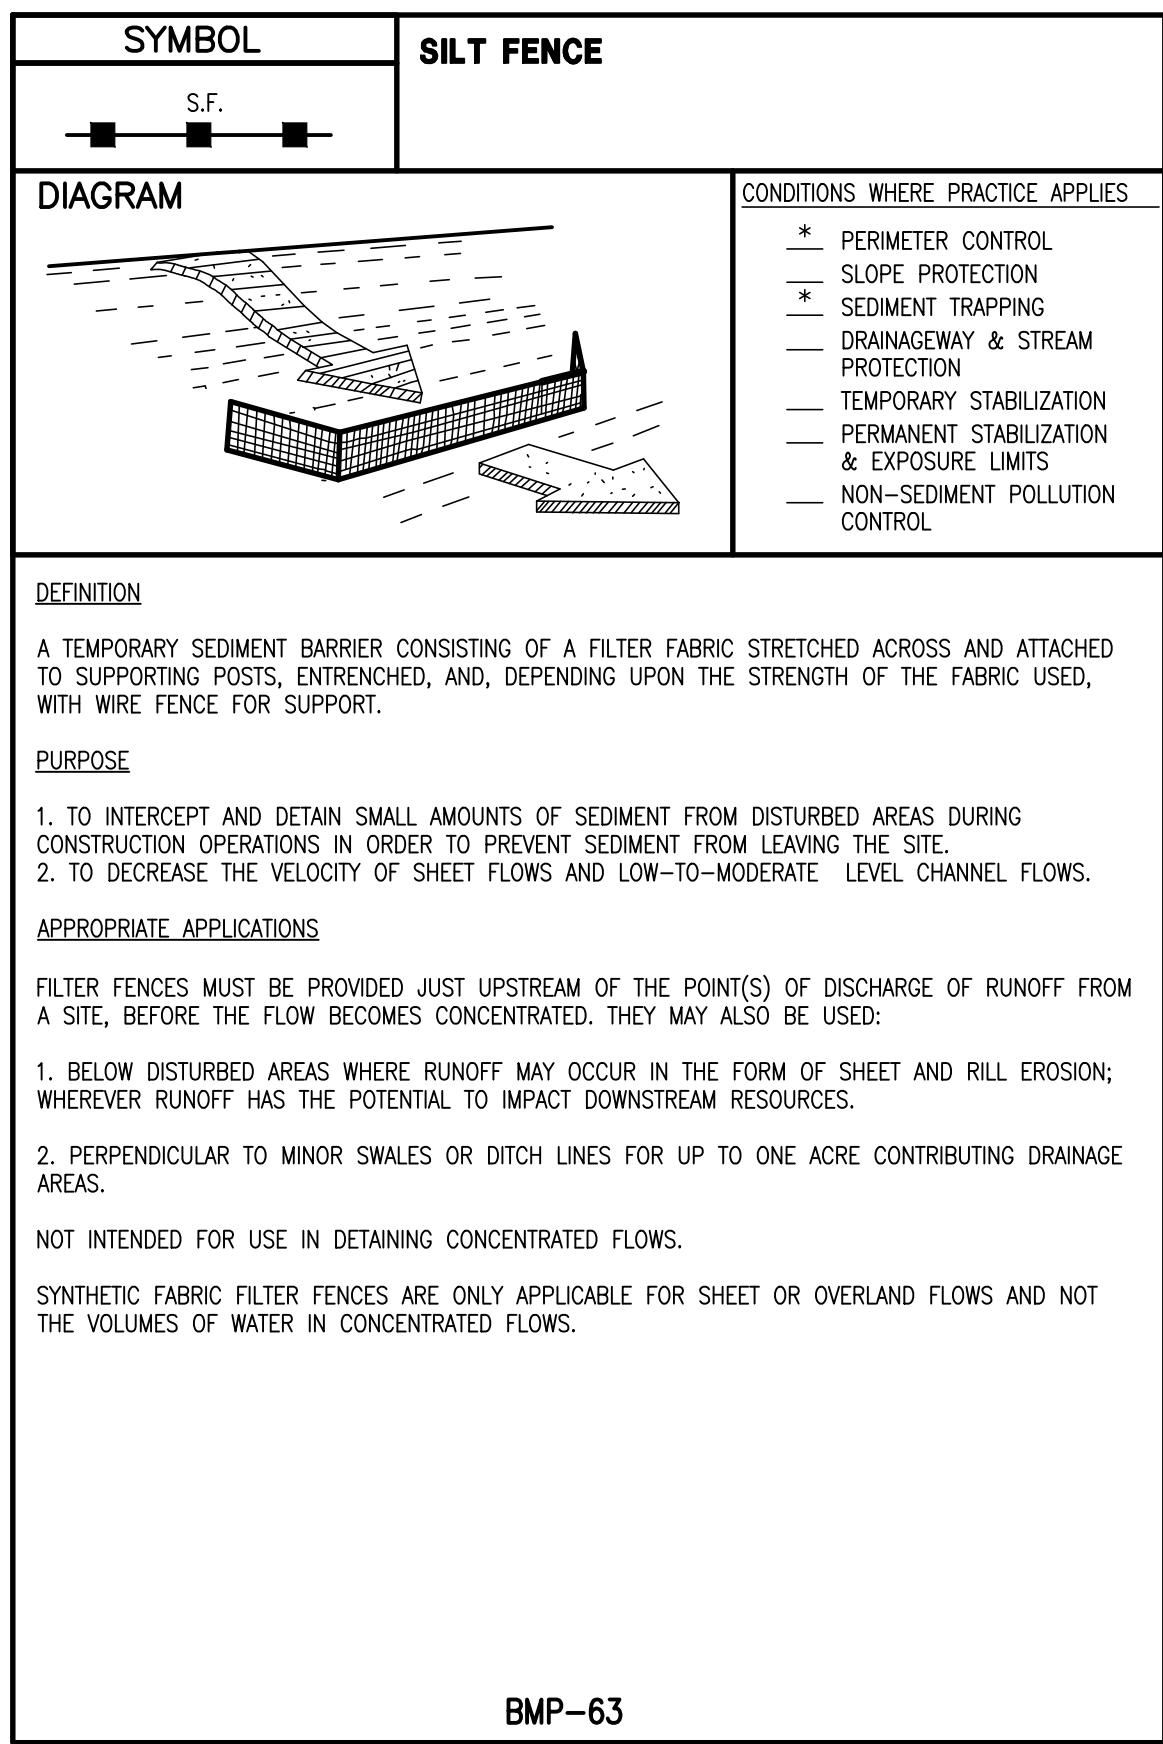 SYMBOL
SILT FENCE
S.F.
DIAGRAM
CONDITIONS WHERE PRACTICE APPLIES
* PERIMETER CONTROL
SLOPE PROTECTION
* SEDIMENT TRAPPING
DRAINAGEWAY & STREAM
PROTECTION
TEMPORARY STABILIZATION
PERMANENT STABILIZATION
& EXPOSURE LIMITS
NON-SEDIMENT POLLUTION
CONTROL
DEFINITION
A TEMPORARY SEDIMENT BARRIER CONSISTING OF A FILTER FABRIC STRETCHED ACROSS AND ATTACHED
TO SUPPORTING POSTS, ENTRENCHED, AND, DEPENDING UPON THE STRENGTH OF THE FABRIC USED,
WITH WIRE FENCE FOR SUPPORT.
PURPOSE
1. TO INTERCEPT AND DETAIN SMALL AMOUNTS OF SEDIMENT FROM DISTURBED AREAS DURING
CONSTRUCTION OPERATIONS IN ORDER TO PREVENT SEDIMENT FROM LEAVING THE SITE.
2. TO DECREASE THE VELOCITY OF SHEET FLOWS AND LOW-TO-MODERATE LEVEL CHANNEL FLOWS.
APPROPRIATE APPLICATIONS
FILTER FENCES MUST BE PROVIDED JUST UPSTREAM OF THE POINT(S) OF DISCHARGE OF RUNOFF FROM
A SITE, BEFORE THE FLOW BECOMES CONCENTRATED. THEY MAY ALSO BE USED:
1. BELOW DISTURBED AREAS WHERE RUNOFF MAY OCCUR IN THE FORM OF SHEET AND RILL EROSION;
WHEREVER RUNOFF HAS THE POTENTIAL TO IMPACT DOWNSTREAM RESOURCES.
2. PERPENDICULAR TO MINOR SWALES OR DITCH LINES FOR UP TO ONE ACRE CONTRIBUTING DRAINAGE
AREAS.
NOT INTENDED FOR USE IN DETAINING CONCENTRATED FLOWS.
SYNTHETIC FABRIC FILTER FENCES ARE ONLY APPLICABLE FOR SHEET OR OVERLAND FLOWS AND NOT
THE VOLUMES OF WATER IN CONCENTRATED FLOWS.
BMP-63